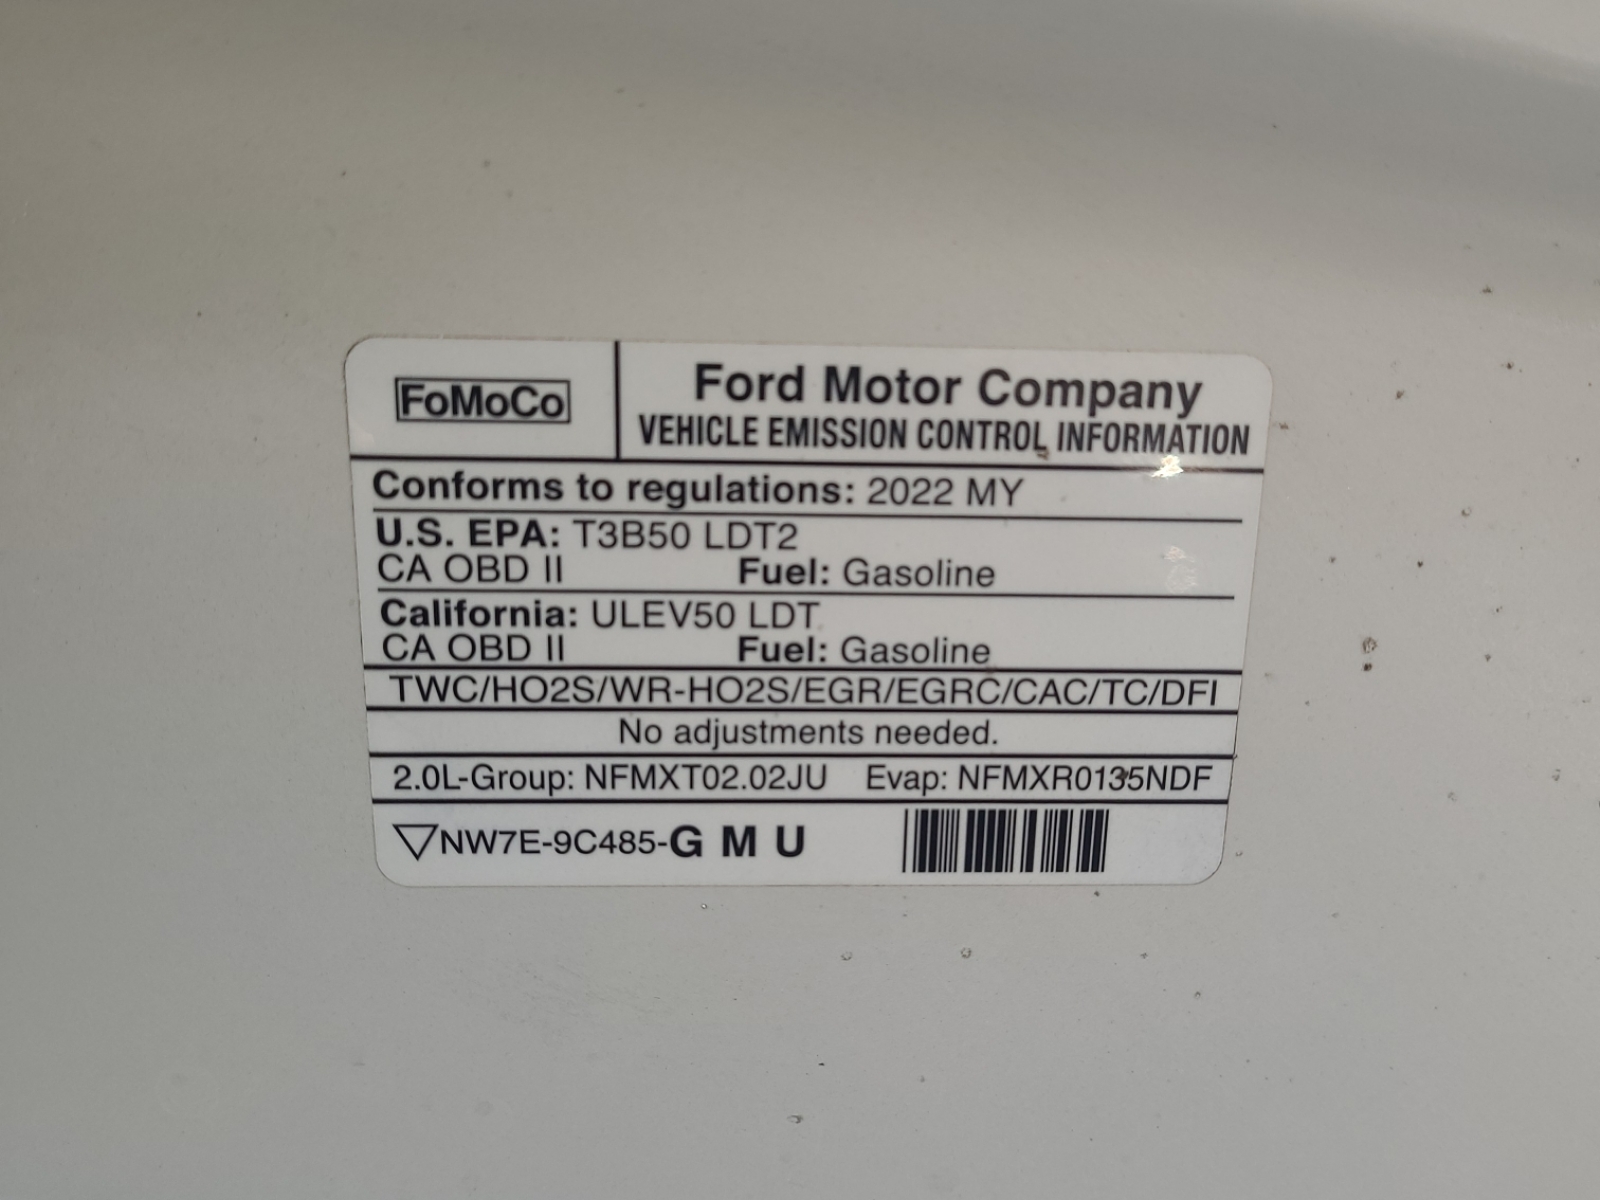 FoMoCo
Ford Motor Company
VEHICLE EMISSION CONTROL INFORMATION
Conforms to regulations: 2022 MY
U.S. EPA: T3B50 LDT2
CA OBD II Fuel: Gasoline
California: ULEV50 LDT
CA OBD II Fuel: Gasoline
TWC/HO2S/WR-HO2S/EGR/EGRC/CAC/TC/DFI
No adjustments needed.
2.0L-Group: NFMXT02.02JU Evap: NFMXR0135NDF
NW7E-9C485-G M U